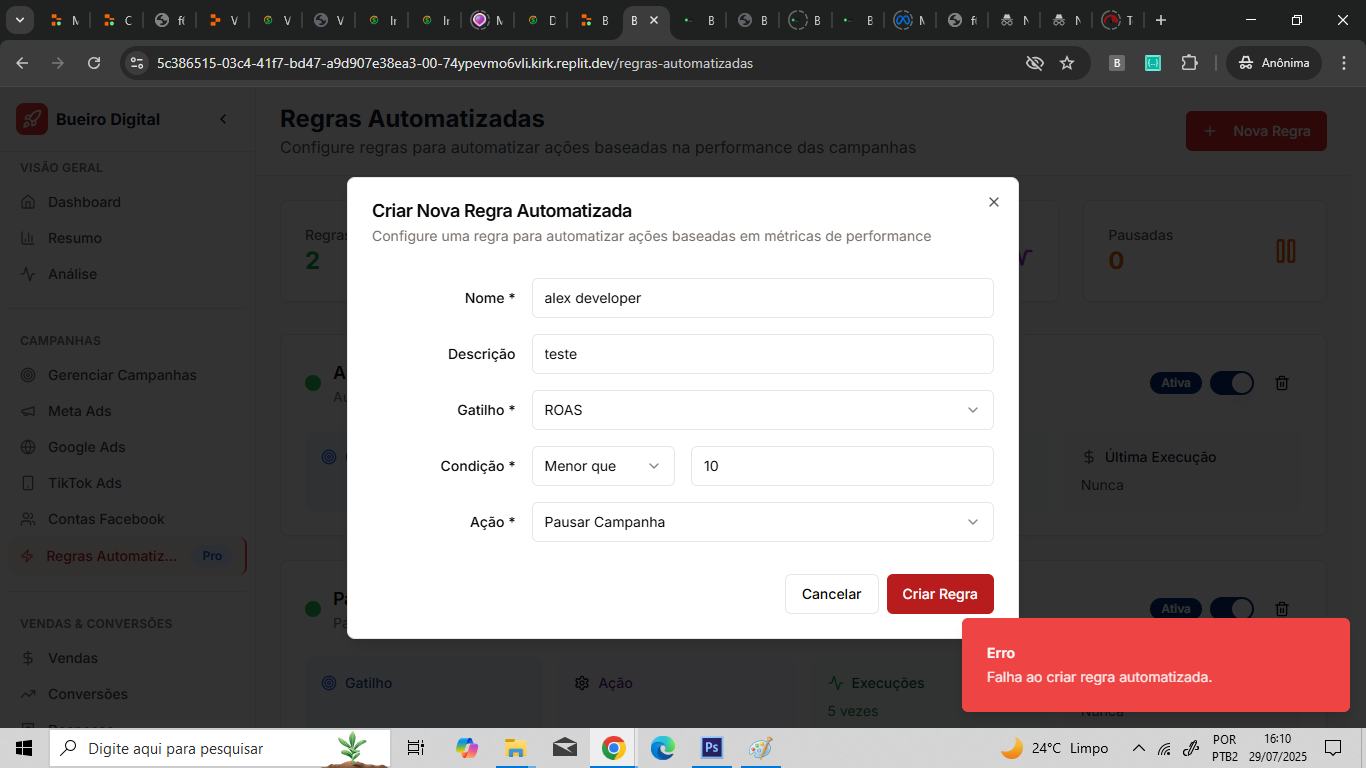 5c386515-03c4-41f7-bd47-a9d907e38ea3-00-74ypevmo6vli.kirk.replit.dev/regras-automatizadas
Anônima
Bueiro Digital
VISÃO GERAL
Dashboard
Resumo
Análise
CAMPANHAS
Gerenciar Campanhas
Meta Ads
Google Ads
TikTok Ads
Contas Facebook
Regras Automatiz...
Pro
VENDAS & CONVERSÕES
Vendas
Conversões
Regras Automatizadas
Configure regras para automatizar ações baseadas na performance das campanhas
Nova Regra
2
Pausadas
0
Ativa
Última Execução
Nunca
Ativa
Gatilho
Ação
Execuções
5 vezes
Nunca
Criar Nova Regra Automatizada
Configure uma regra para automatizar ações baseadas em métricas de performance
Nome *
alex developer
Descrição
teste
Gatilho *
ROAS
Condição *
Menor que
10
Ação *
Pausar Campanha
Cancelar
Criar Regra
Erro
Falha ao criar regra automatizada.
Digite aqui para pesquisar
Ps
24°C Limpo
POR
PTB2
16:10
29/07/2025